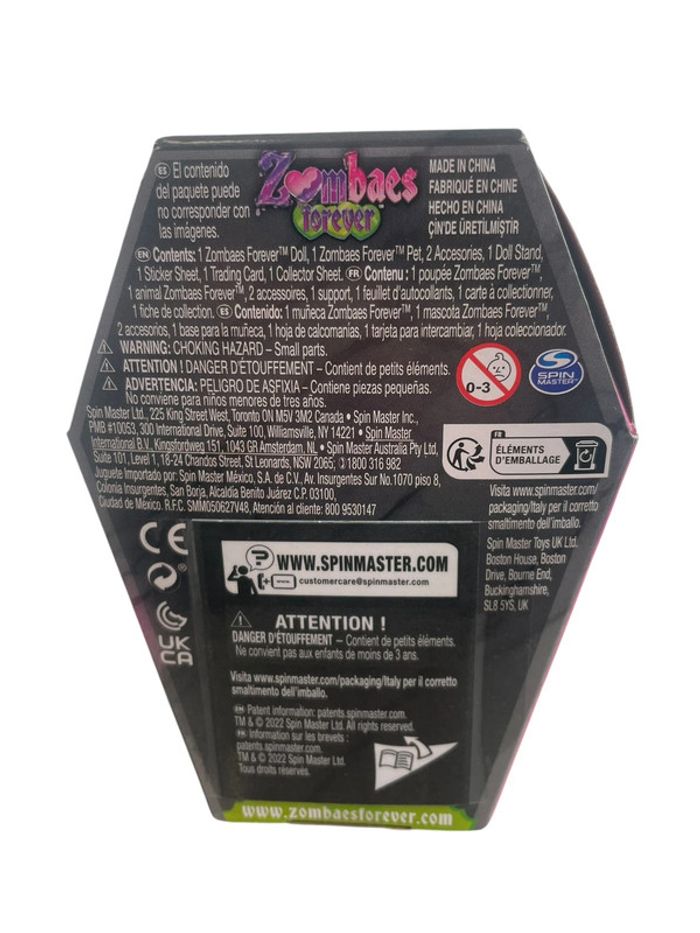 ES El contenido
del paquete puede
no corresponder con
las imágenes.
Zombaes
forever
MADE IN CHINA
FABRIQUÉ EN CHINE
HECHO EN CHINA
ÇİN'DE ÜRETİLMİŞTİR
EN Contents: 1 Zombaes Forever™ Doll, 1 Zombaes Forever™ Pet, 2 Accesories, 1 Doll Stand,
1 Sticker Sheet, 1 Trading Card, 1 Collector Sheet. FR Contenu : 1 poupée Zombaes Forever™,
1 animal Zombaes Forever™, 2 accessoires, 1 support, 1 feuillet d'autocollants, 1 carte à collectionner,
1 fiche de collection. ES Contenido: 1 muñeca Zombaes Forever™, 1 mascota Zombaes Forever™,
2 accesorios, 1 base para la muñeca, 1 hoja de calcomanías, 1 tarjeta para intercambiar, 1 hoja coleccionador.
WARNING: CHOKING HAZARD – Small parts.
ATTENTION ! DANGER D'ÉTOUFFEMENT – Contient de petits éléments.
ADVERTENCIA: PELIGRO DE ASFIXIA – Contiene piezas pequeñas.
No conviene para niños menores de tres años.
0-3
SPIN
MASTER™
Spin Master Ltd., 225 King Street West, Toronto ON M5V 3M2 Canada • Spin Master Inc.,
PMB #10053, 300 International Drive, Suite 100, Williamsville, NY 14221 • Spin Master
International B.V., Kingsfordweg 151, 1043 GR Amsterdam, NL • Spin Master Australia Pty Ltd,
Suite 101, Level 1, 18-24 Chandos Street, St Leonards, NSW 2065, 1800 316 982
Juguete Importado por: Spin Master México, S.A. de C.V. Av. Insurgentes Sur No. 1070 piso 8,
Colonia Insurgentes, San Borja, Alcaldía Benito Juárez C.P. 03100,
Ciudad de México. R.F.C. SMM050627V48, Atención al cliente: 800 9530147
FR
ÉLÉMENTS
D'EMBALLAGE
Visita www.spinmaster.com/
packaging/Italy per il corretto
smaltimento dell'imballo.
Spin Master Toys UK Ltd.
Boston House, Boston
Drive, Bourne End,
Buckinghamshire,
SL8 5YS, UK
CE
UK
CA
WWW.SPINMASTER.COM
customercare@spinmaster.com
ATTENTION !
DANGER D'ÉTOUFFEMENT – Contient de petits éléments.
Ne convient pas aux enfants de moins de 3 ans.
Visita www.spinmaster.com/packaging/Italy per il corretto
smaltimento dell'imballo.
EN Patent information: patents.spinmaster.com.
TM & © 2022 Spin Master Ltd. All rights reserved.
FR Information sur les brevets :
patents.spinmaster.com.
TM & © 2022 Spin Master Ltd.
Tous droits réservés.
www.zombaesforever.com